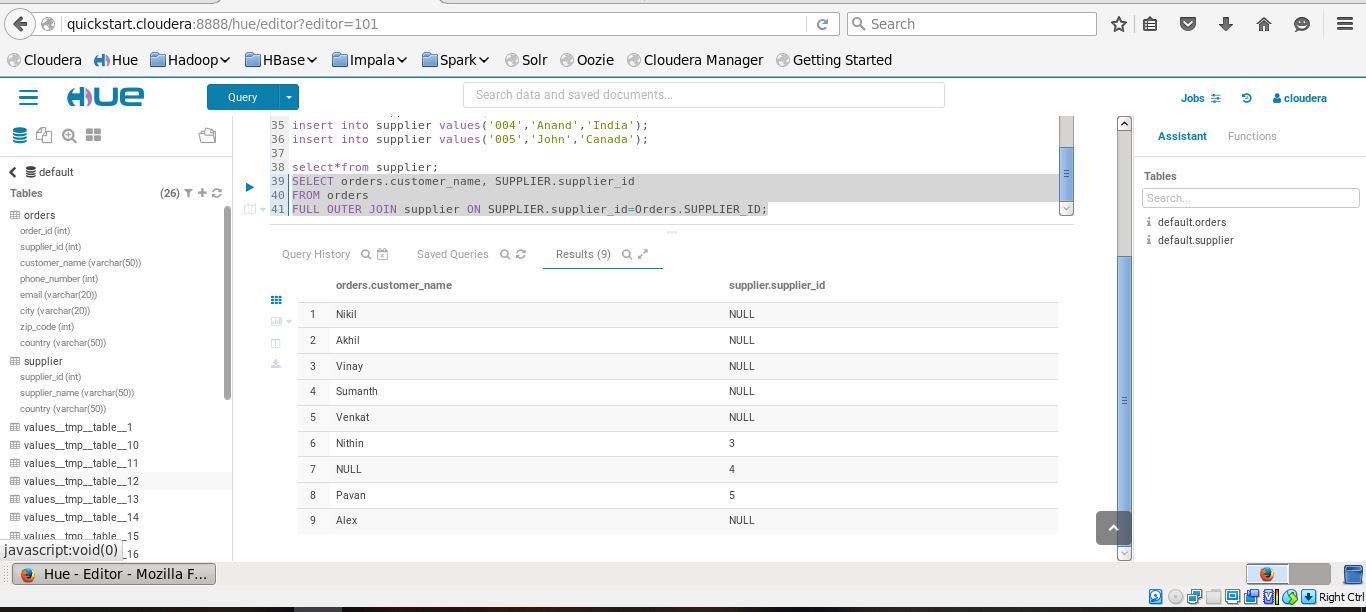 quickstart.cloudera:8888/hue/editor?editor=101
Search
Cloudera Hue Hadoop HBase Impala Spark Solr Oozie Cloudera Manager Getting Started
HUE Query Search data and saved documents... Jobs cloudera
35 insert into supplier values('004','Anand','India');
36 insert into supplier values('005','John','Canada');
37
38 select*from supplier;
39 SELECT orders.customer_name, SUPPLIER.supplier_id
40 FROM orders
41 FULL OUTER JOIN supplier ON SUPPLIER.supplier_id=Orders.SUPPLIER_ID;
default
Tables (26)
orders
order_id (int)
supplier_id (int)
customer_name (varchar(50))
phone_number (int)
email (varchar(20))
city (varchar(20))
zip_code (int)
country (varchar(50))
supplier
supplier_id (int)
supplier_name (varchar(50))
country (varchar(50))
values__tmp__table__1
values__tmp__table__10
values__tmp__table__11
values__tmp__table__12
values__tmp__table__13
values__tmp__table__14
values__tmp__table__15
_16
javascript:void(0)
Query History Saved Queries Results (9)
orders.customer_name supplier.supplier_id
1 Nikil NULL
2 Akhil NULL
3 Vinay NULL
4 Sumanth NULL
5 Venkat NULL
6 Nithin 3
7 NULL 4
8 Pavan 5
9 Alex NULL
Assistant Functions
Tables
Search...
default.orders
default.supplier
Hue - Editor - Mozilla F...
Right Ctrl